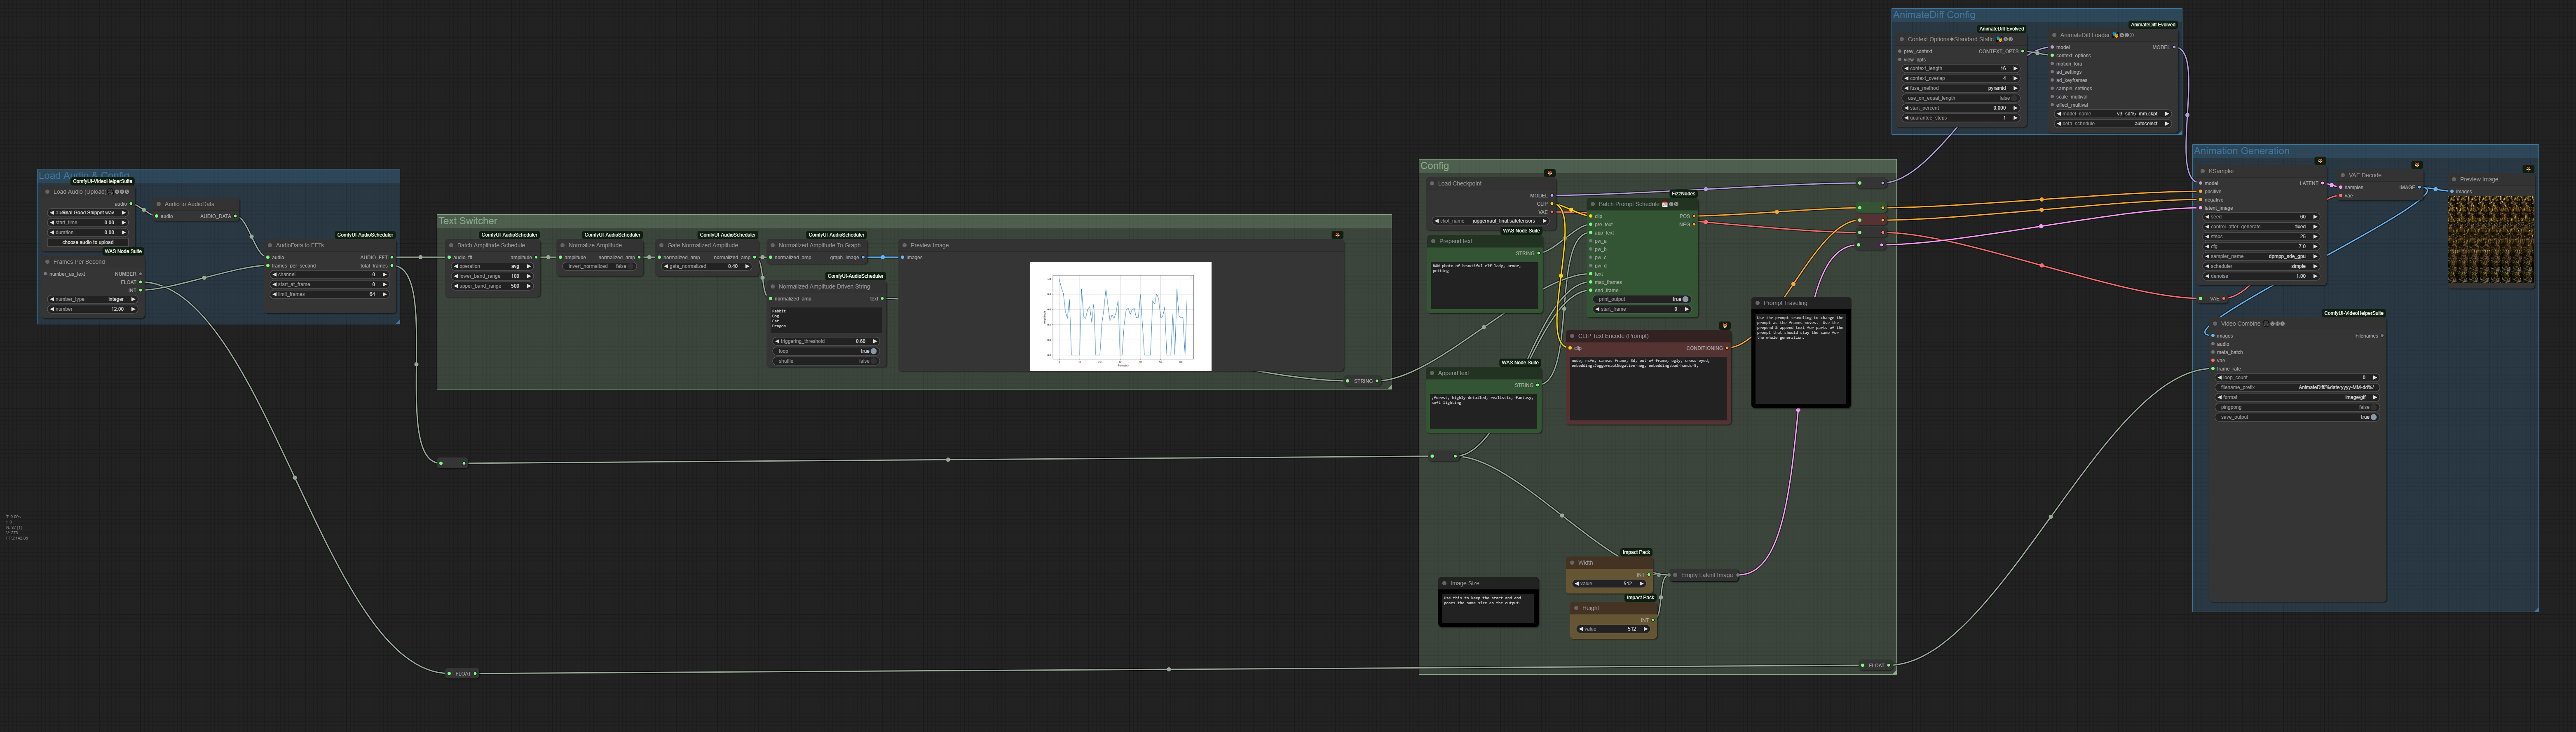 Load Audio & Config
ComfyUI-VideoHelperSuite
Load Audio (Upload)
audio
Real Good Snippet.wav
start_time 0.00
duration 0.00
choose audio to upload
Audio to AudioData
audio AUDIO_DATA
WAS Node Suite
Frames Per Second
number_as_text NUMBER
FLOAT
INT
number_type integer
number 12.00
ComfyUI-AudioScheduler
AudioData to FFTs
audio AUDIO_FFT
frames_per_second total_frames
channel 0
start_at_frame 0
limit_frames 64
Text Switcher
ComfyUI-AudioScheduler
Batch Amplitude Schedule
audio_fft amplitude
operation avg
lower_band_range 100
upper_band_range 500
ComfyUI-AudioScheduler
Normalize Amplitude
amplitude normalized_amp
invert_normalized false
ComfyUI-AudioScheduler
Gate Normalized Amplitude
normalized_amp normalized_amp
gate_normalized 0.40
ComfyUI-AudioScheduler
Normalized Amplitude To Graph
normalized_amp graph_image
ComfyUI-AudioScheduler
Normalized Amplitude Driven String
normalized_amp text
Rabbit
Dog
Cat
Dragon
triggering_threshold 0.60
loop true
shuffle false
Preview Image
images
STRING
FLOAT
Config
Load Checkpoint
MODEL
CLIP
VAE
ckpt_name juggernaut_final.safetensors
WAS Node Suite
Prepend text
STRING
RAW photo of beautiful elf lady, armor,
petting
WAS Node Suite
Append text
STRING
,forest, highly detailed, realistic, fantasy,
soft lighting
FizzNodes
Batch Prompt Schedule
clip POS
pre_text NEG
app_text
pw_a
pw_b
pw_c
pw_d
text
max_frames
end_frame
print_output true
start_frame 0
CLIP Text Encode (Prompt)
clip CONDITIONING
nude, nsfw, canvas frame, 3d, out-of-frame, ugly, cross-eyed,
embedding:JuggernautNegative-neg, embedding:bad-hands-5,
Prompt Traveling
Use the prompt traveling to change the
prompt as the frames moves. Use the
prepend & append text for parts of the
prompt that should stay the same for
the whole generation.
Image Size
Use this to keep the start and end
poses the same size as the output.
Impact Pack
Width
INT
value 512
Impact Pack
Height
INT
value 512
Empty Latent Image
FLOAT
AnimateDiff Config
AnimateDiff Evolved
Context Options◆Standard Static
prev_context CONTEXT_OPTS
view_opts
context_length 16
context_overlap 4
fuse_method pyramid
use_on_equal_length false
start_percent 0.000
guarantee_steps 1
AnimateDiff Evolved
AnimateDiff Loader
model MODEL
context_options
motion_lora
ad_settings
ad_keyframes
sample_settings
scale_multival
effect_multival
model_name v3_sd15_mm.ckpt
beta_schedule autoselect
Animation Generation
KSampler
model LATENT
positive
negative
latent_image
seed 60
control_after_generate fixed
steps 25
cfg 7.0
sampler_name dpmpp_sde_gpu
scheduler simple
denoise 1.00
VAE
VAE Decode
samples IMAGE
vae
Preview Image
images
ComfyUI-VideoHelperSuite
Video Combine
images Filenames
audio
meta_batch
vae
frame_rate
loop_count 0
filename_prefix AnimateDiff/%date:yyyy-MM-dd%/
format image/gif
pingpong false
save_output true